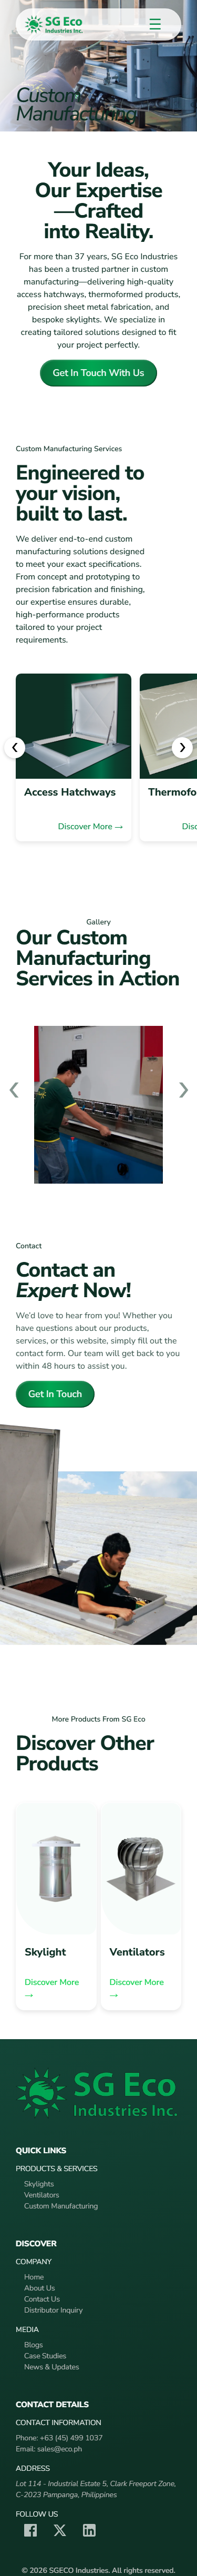 SG Eco
Industries Inc.
Custom
Manufacturing
Your Ideas,
Our Expertise
—Crafted
into Reality.
For more than 37 years, SG Eco Industries
has been a trusted partner in custom
manufacturing—delivering high-quality
access hatchways, thermoformed products,
precision sheet metal fabrication, and
bespoke skylights. We specialize in
creating tailored solutions designed to fit
your project perfectly.
Get In Touch With Us
Custom Manufacturing Services
Engineered to
your vision,
built to last.
We deliver end-to-end custom
manufacturing solutions designed
to meet your exact specifications.
From concept and prototyping to
precision fabrication and finishing,
our expertise ensures durable,
high-performance products
tailored to your project
requirements.
Access Hatchways
Thermofo
Discover More →
Disc
Gallery
Our Custom
Manufacturing
Services in Action
Contact
Contact an
Expert Now!
We'd love to hear from you! Whether you
have questions about our products,
services, or this website, simply fill out the
contact form. Our team will get back to you
within 48 hours to assist you.
Get In Touch
More Products From SG Eco
Discover Other
Products
Skylight
Ventilators
Discover More
→
Discover More
→
SG Eco
Industries Inc.
QUICK LINKS
PRODUCTS & SERVICES
Skylights
Ventilators
Custom Manufacturing
DISCOVER
COMPANY
Home
About Us
Contact Us
Distributor Inquiry
MEDIA
Blogs
Case Studies
News & Updates
CONTACT DETAILS
CONTACT INFORMATION
Phone: +63 (45) 499 1037
Email: sales@eco.ph
ADDRESS
Lot 114 - Industrial Estate 5, Clark Freeport Zone,
C-2023 Pampanga, Philippines
FOLLOW US
© 2026 SGECO Industries. All rights reserved.